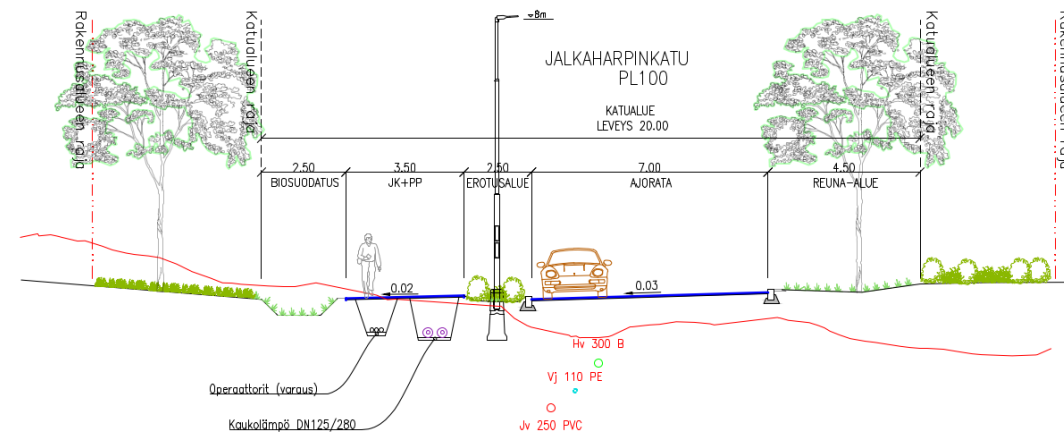 Rakennusalueen raja
Katualueen raja
8m
JALKAHARPINKATU
PL100
KATUALUE
LEVEYS 20.00
Katualueen raja
Rakennusalueen raja
2.50
3.50
2.50
7.00
4.50
BIOSUODATUS
JK+PP
EROTUSALUE
AJORATA
REUNA-ALUE
0.02
0.03
Hv 300 B
Vj 110 PE
Jv 250 PVC
Operaattorit (varaus)
Kaukolämpö DN125/280